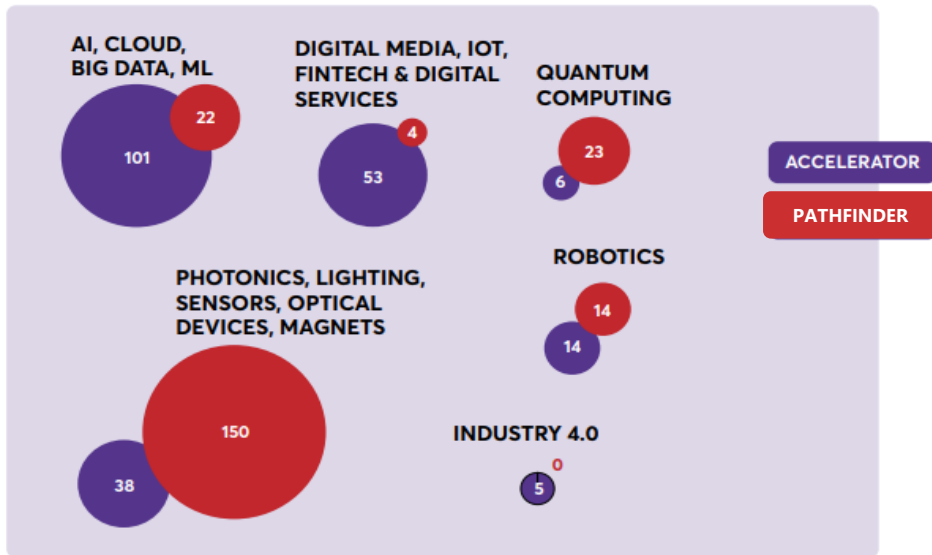 AI, CLOUD,
BIG DATA, ML
22
101
DIGITAL MEDIA, IOT,
FINTECH & DIGITAL
SERVICES
4
53
QUANTUM
COMPUTING
23
6
ACCELERATOR
PATHFINDER
PHOTONICS, LIGHTING,
SENSORS, OPTICAL
DEVICES, MAGNETS
150
38
ROBOTICS
14
14
INDUSTRY 4.0
0
5